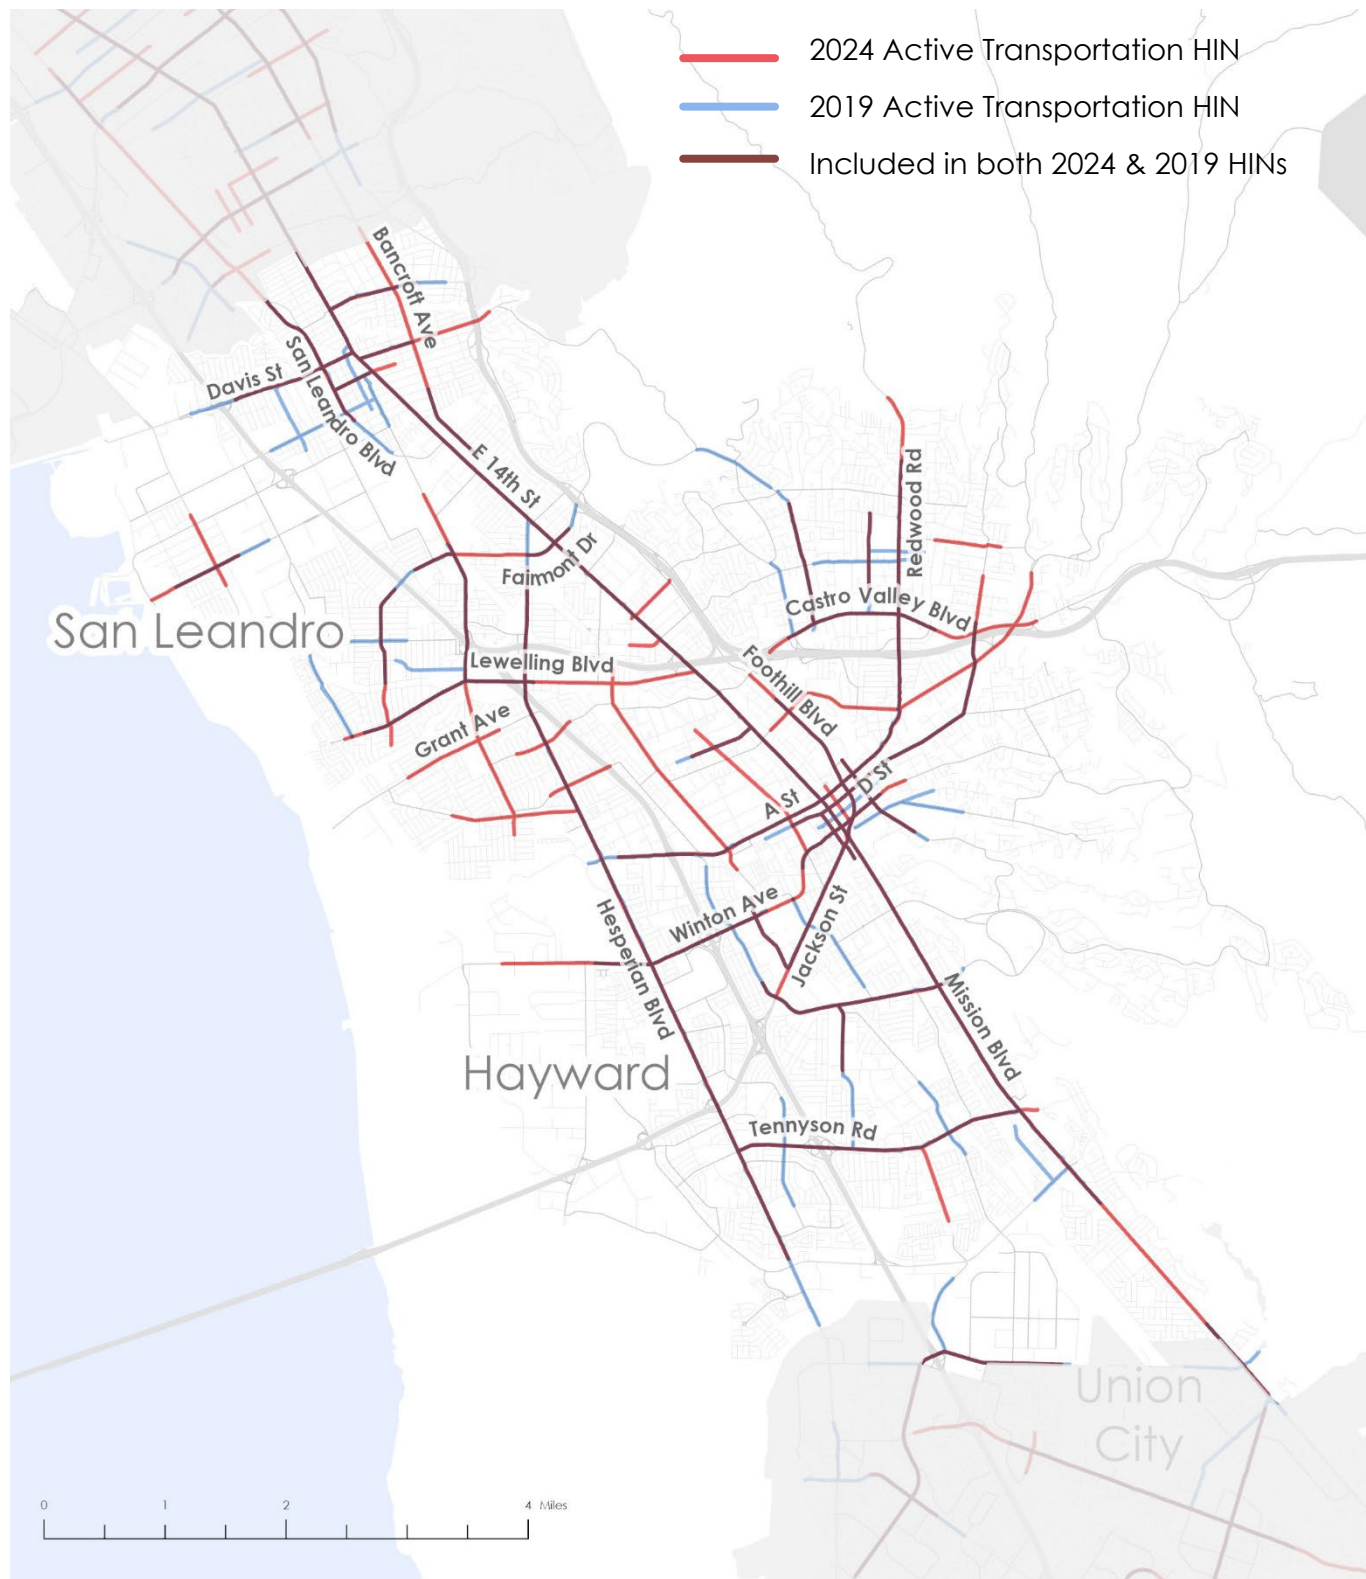 2024 Active Transportation HIN
2019 Active Transportation HIN
Included in both 2024 & 2019 HINs
Bancroft Ave
San Leandro Blvd
Davis St
E 14th St
Redwood Rd
Fairmont Dr
Castro Valley Blvd
San Leandro
Lewelling Blvd
Foothill Blvd
Grant Ave
A St
D St
Winton Ave
Jackson St
Hesperian Blvd
Mission Blvd
Hayward
Tennyson Rd
Union
City
0 1 2 4 Miles